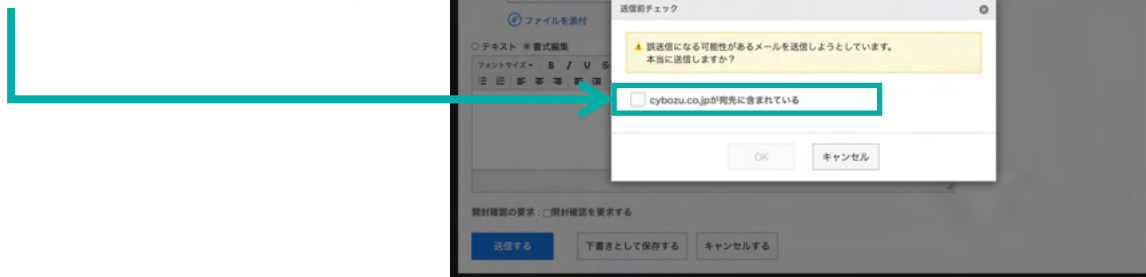 送信前チェック
ファイルを添付
テキスト 書式編集
誤送信になる可能性があるメールを送信しようとしています。
本当に送信しますか？
フォントサイズ B I U S
cybozu.co.jpが宛先に含まれている
OK キャンセル
開封確認の要求：開封確認を要求する
送信する 下書きとして保存する キャンセルする